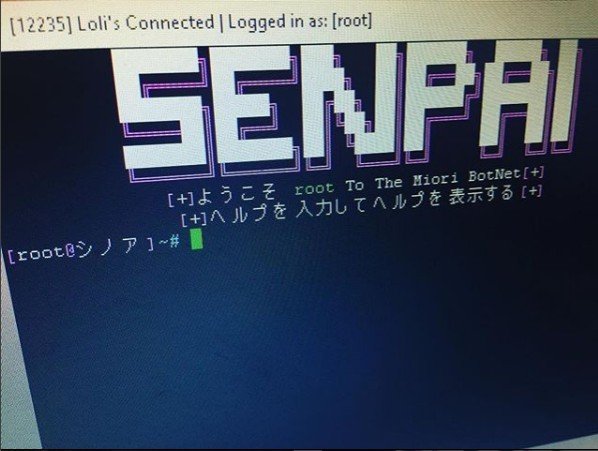 [12235] Loli's Connected | Logged in as: [root]
SENPAI
[+]ようこそ root To The Miori BotNet[+]
[+]ヘルプを入力してヘルプを表示する[+]
[root@シノア]~#